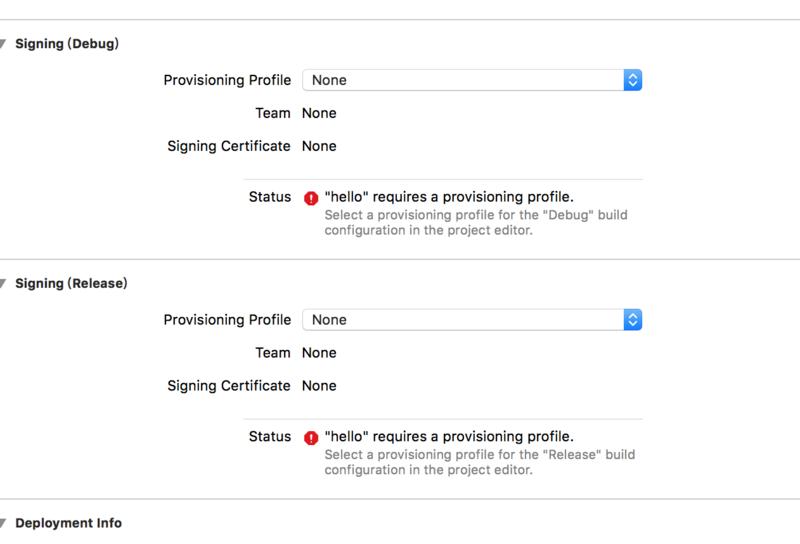 Signing (Debug)
Provisioning Profile None
Team None
Signing Certificate None
Status "hello" requires a provisioning profile.
Select a provisioning profile for the "Debug" build
configuration in the project editor.
Signing (Release)
Provisioning Profile None
Team None
Signing Certificate None
Status "hello" requires a provisioning profile.
Select a provisioning profile for the "Release" build
configuration in the project editor.
Deployment Info